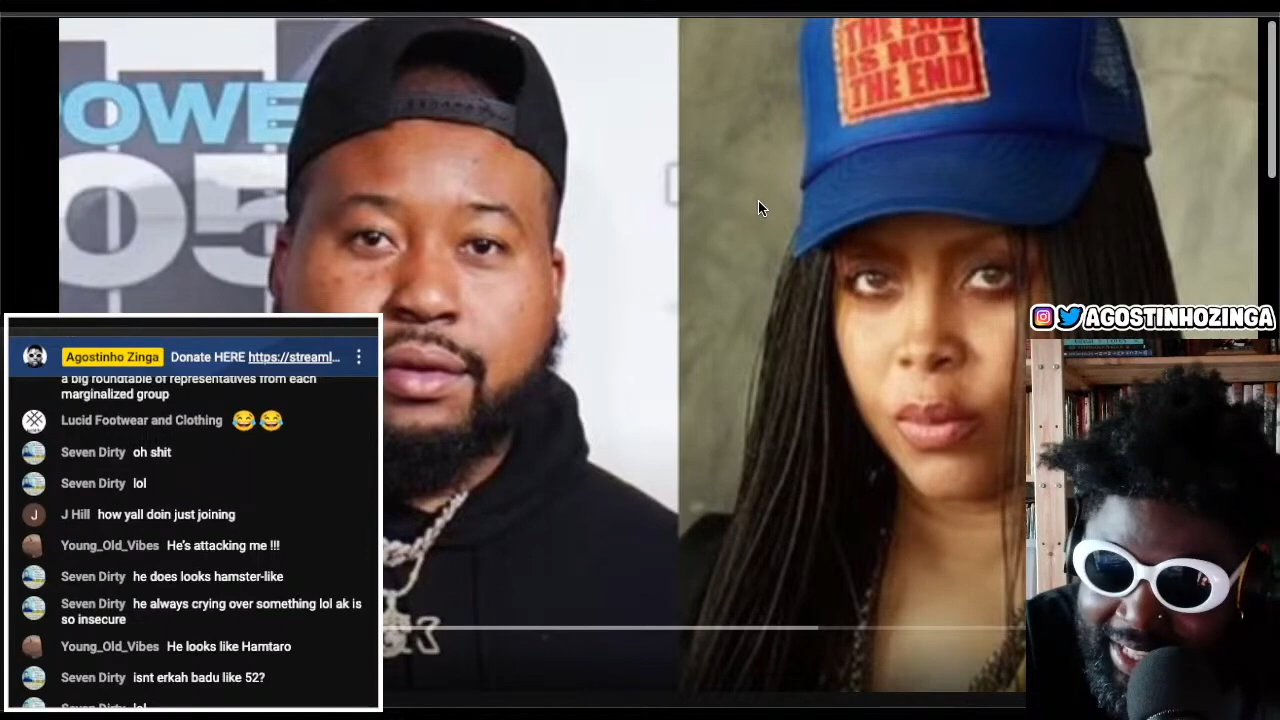 THE END
IS NOT
THE END
OWE
05
AGOSTINHOZINGA
Agostinho Zinga Donate HERE https://streaml...
a big roundtable of representatives from each
marginalized group
Lucid Footwear and Clothing 😂😂
Seven Dirty oh shit
Seven Dirty lol
J
J Hill how yall doin just joining
Young_Old_Vibes He's attacking me !!!
Seven Dirty he does looks hamster-like
Seven Dirty he always crying over something lol ak is
so insecure
Young_Old_Vibes He looks like Hamtaro
Seven Dirty isnt erkah badu like 52?